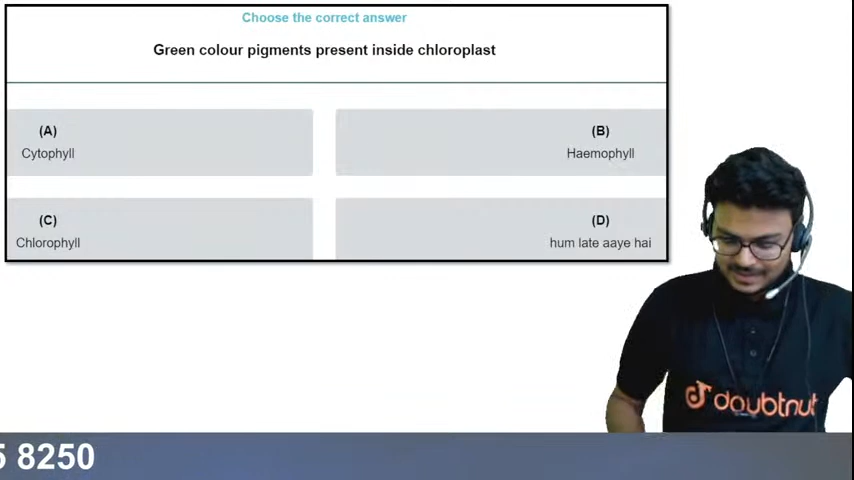 Choose the correct answer
Green colour pigments present inside chloroplast
(A)
Cytophyll
(B)
Haemophyll
(C)
Chlorophyll
(D)
hum late aaye hai
doubtnut
5 8250